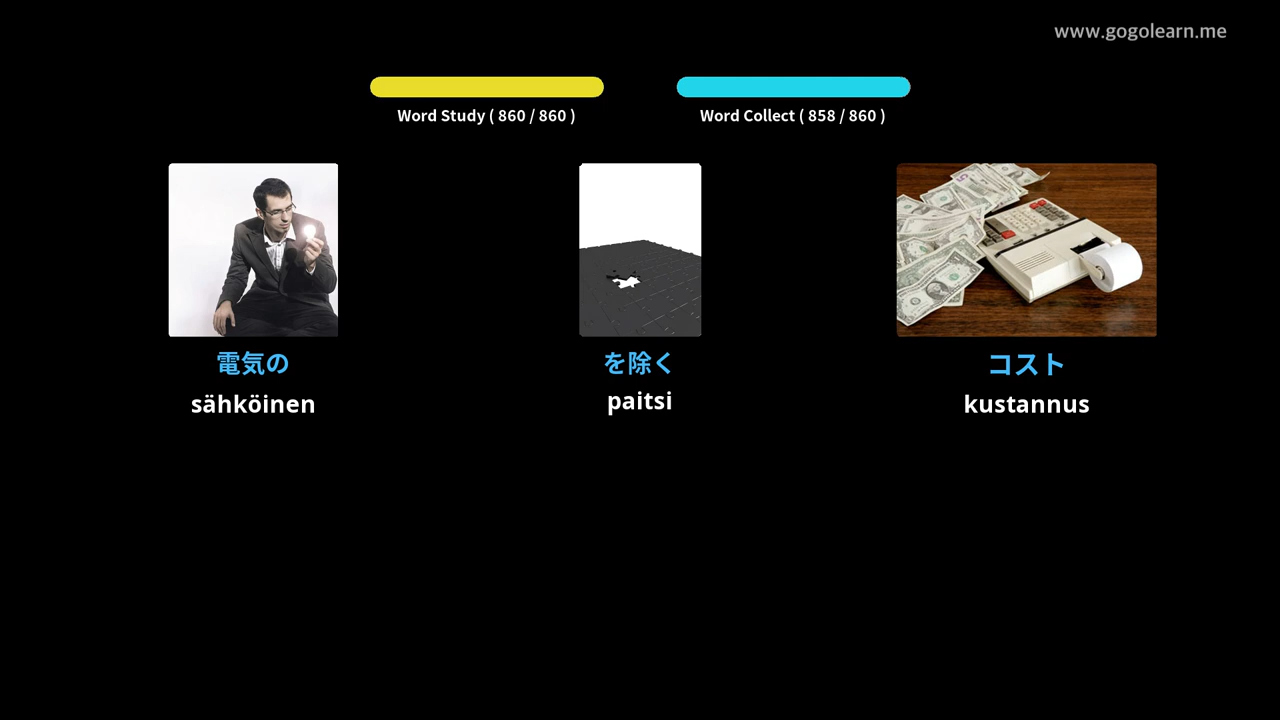 www.gogolearn.me
Word Study ( 860 / 860 )
Word Collect ( 858 / 860 )
電気の
を除く
コスト
sähköinen
paitsi
kustannus